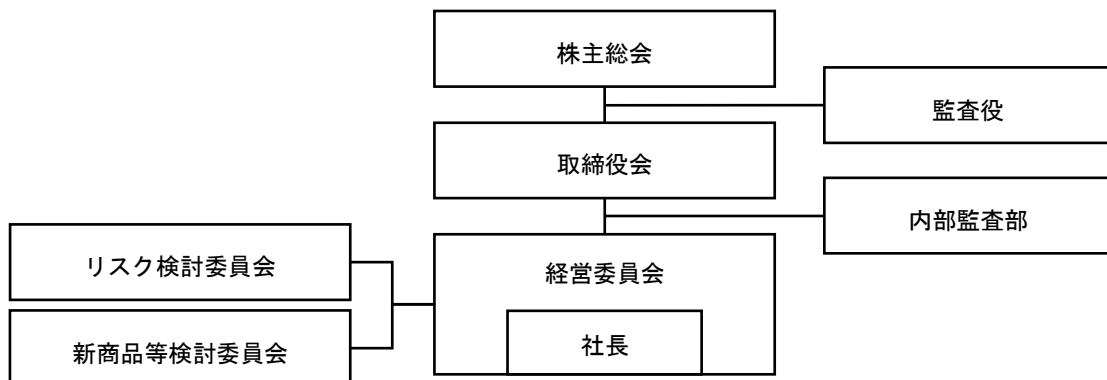 株主総会
監査役
取締役会
内部監査部
リスク検討委員会
経営委員会
新商品等検討委員会
社長